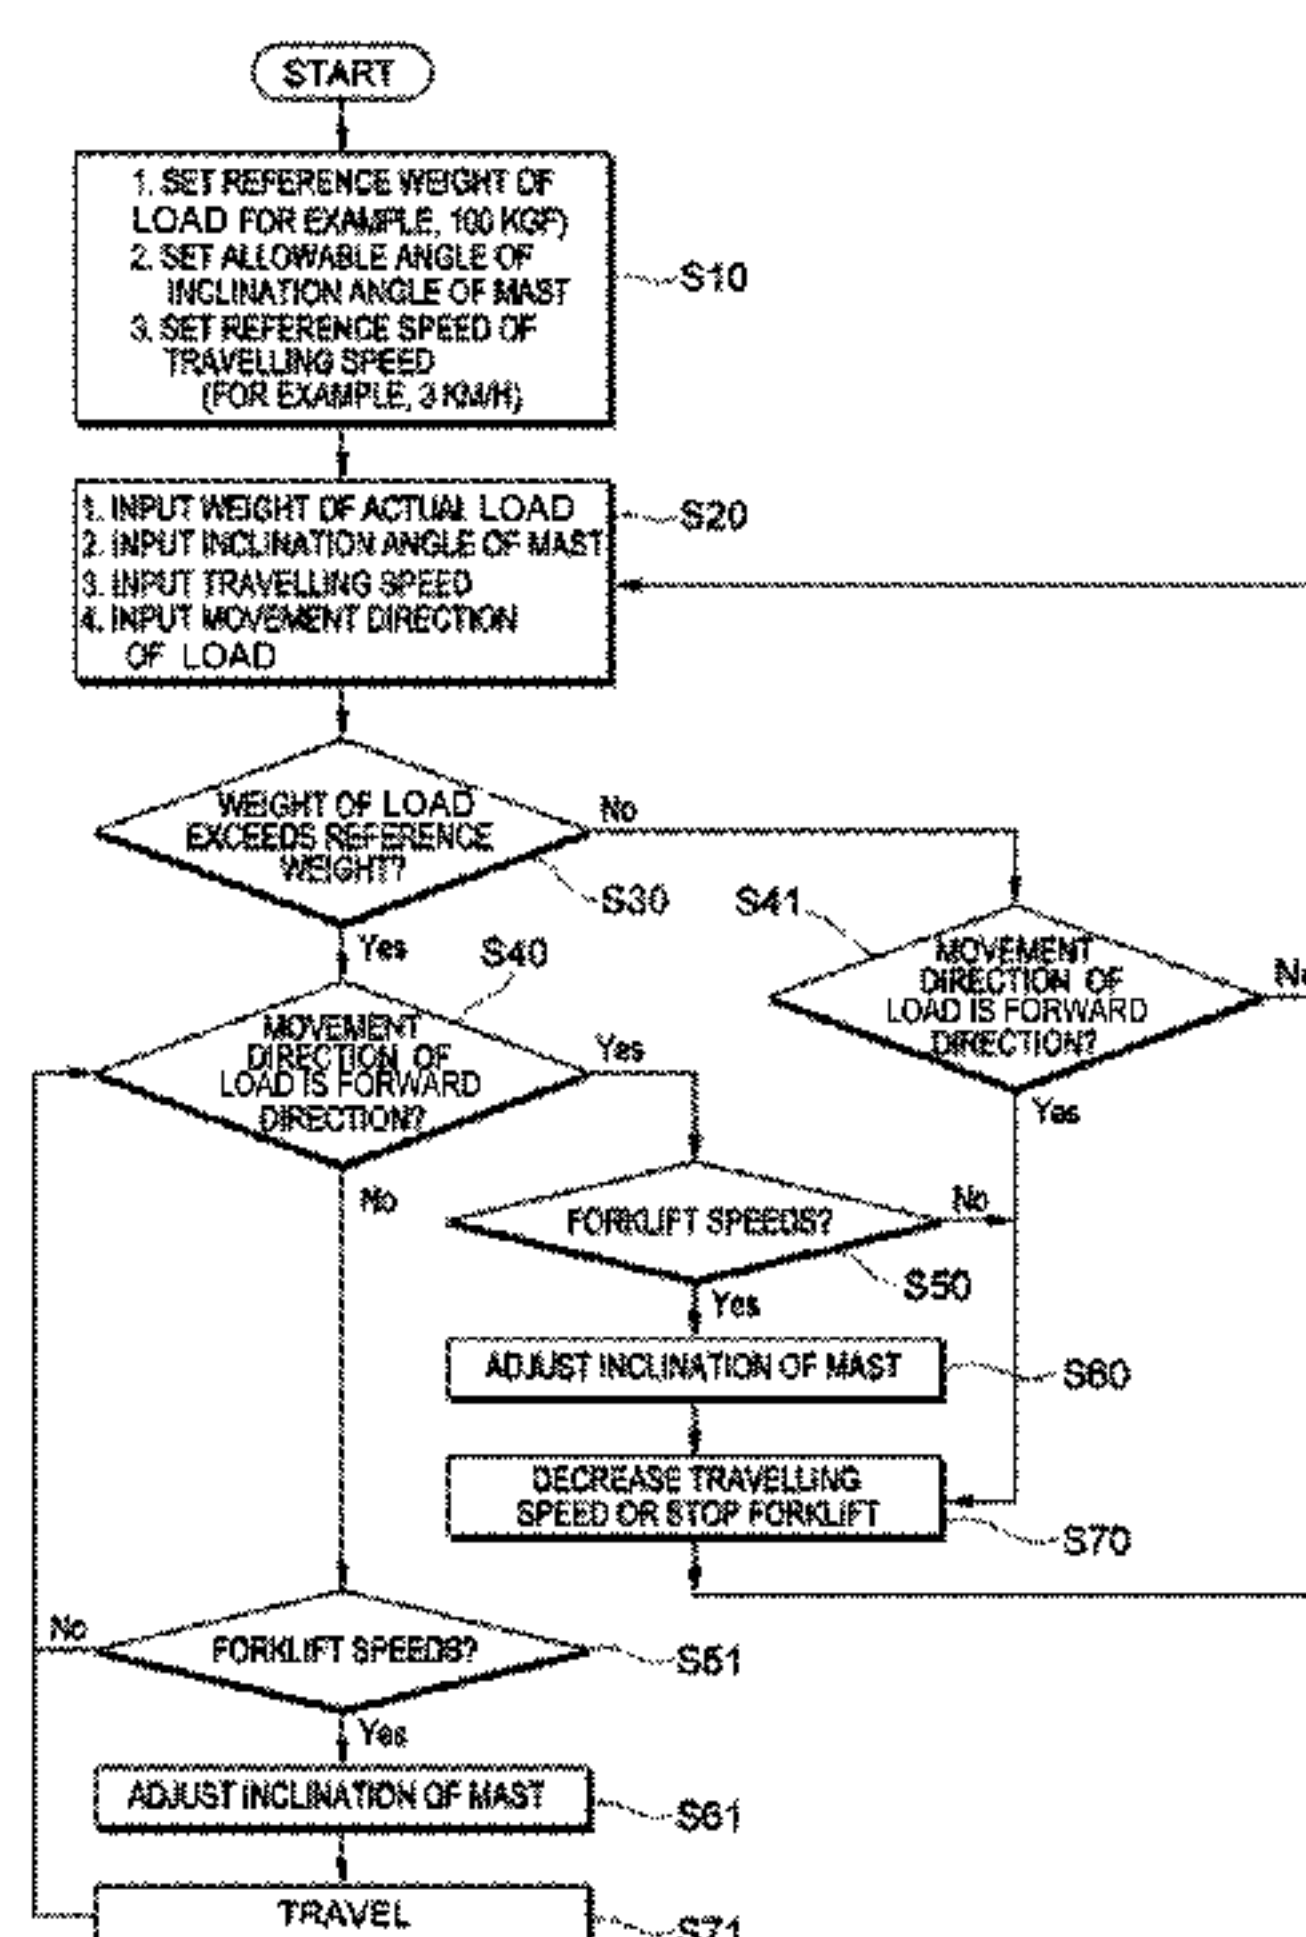 START
1. SET REFERENCE WEIGHT OF
LOAD FOR EXAMPLE, 100 KGF)
2. SET ALLOWABLE ANGLE OF
INCLINATION ANGLE OF MAST
3. SET REFERENCE SPEED OF
TRAVELLING SPEED
(FOR EXAMPLE, 3 KM/H)
S10
1. INPUT WEIGHT OF ACTUAL LOAD
2. INPUT INCLINATION ANGLE OF MAST
3. INPUT TRAVELLING SPEED
4. INPUT MOVEMENT DIRECTION
OF LOAD
S20
WEIGHT OF LOAD
EXCEEDS REFERENCE
WEIGHT?
No
S30
Yes
S41
MOVEMENT
DIRECTION OF
LOAD IS FORWARD
DIRECTION?
Yes
S40
MOVEMENT
DIRECTION OF
LOAD IS FORWARD
DIRECTION?
Yes
No
FORKLIFT SPEEDS?
No
S50
Yes
ADJUST INCLINATION OF MAST
S60
DECREASE TRAVELLING
SPEED OR STOP FORKLIFT
S70
No
FORKLIFT SPEEDS?
S51
Yes
ADJUST INCLINATION OF MAST
S61
TRAVEL
S71